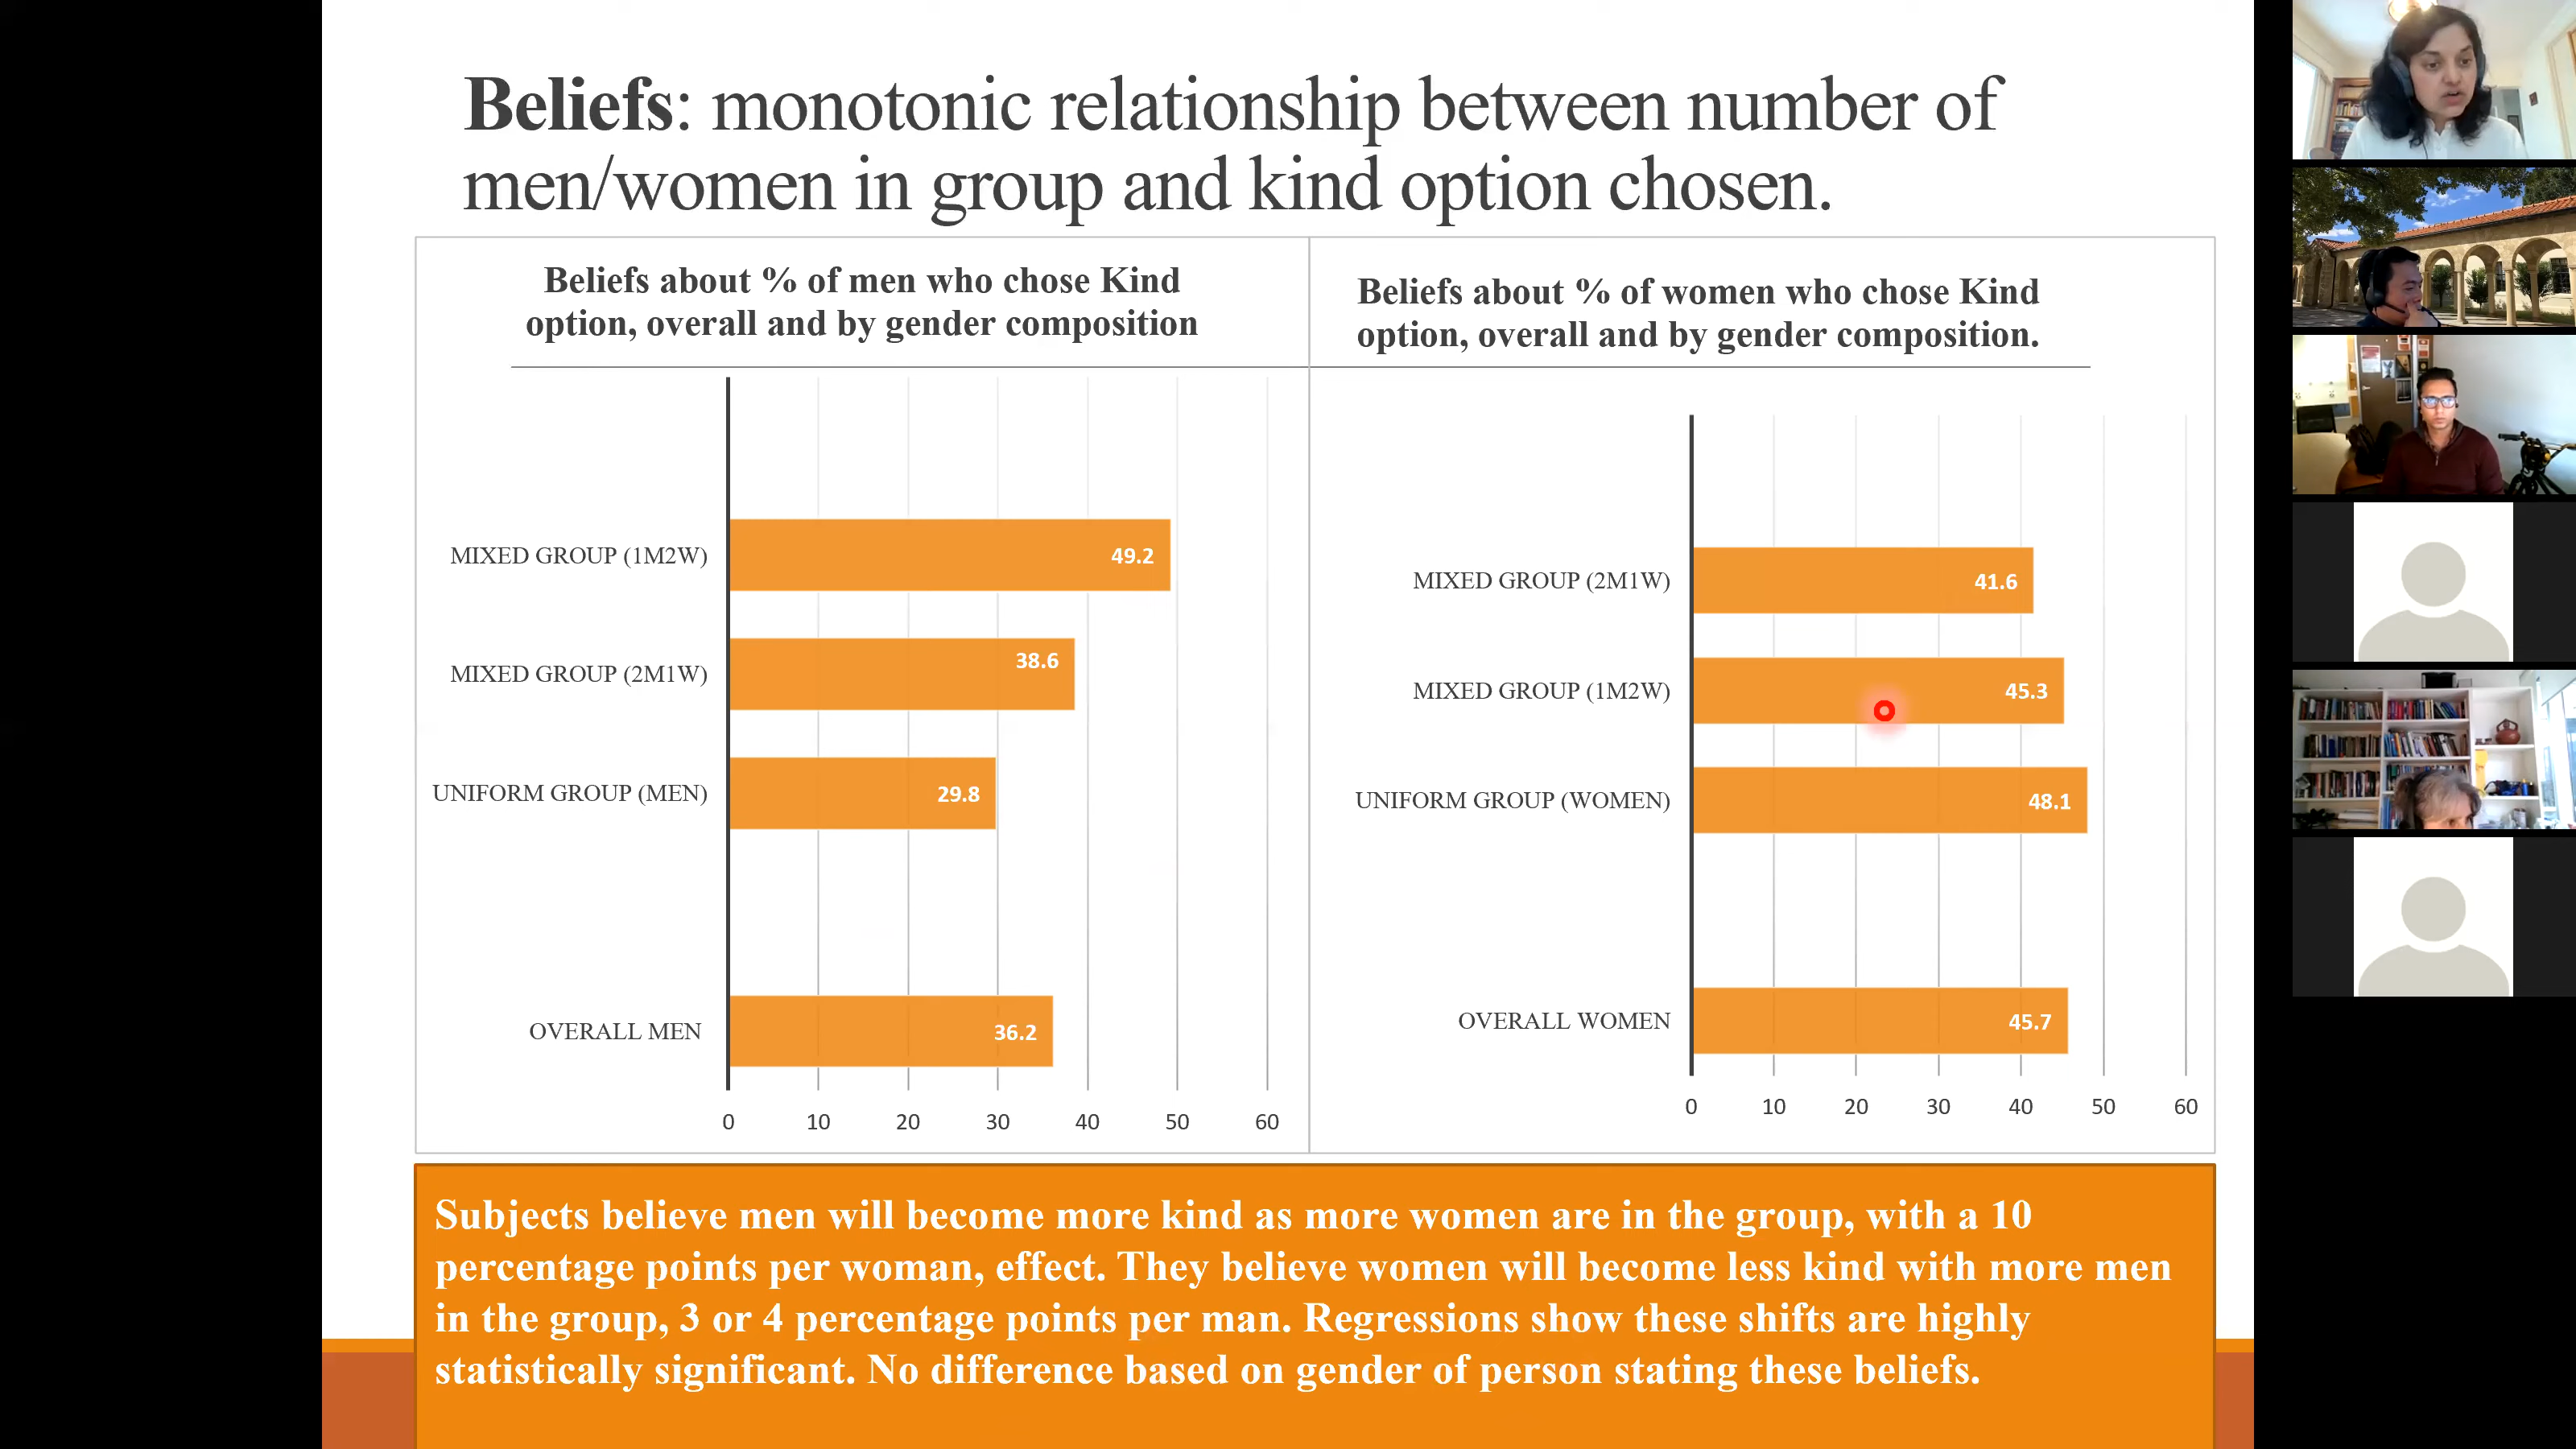 Beliefs: monotonic relationship between number of
men/women in group and kind option chosen.
Beliefs about % of men who chose Kind
option, overall and by gender composition
MIXED GROUP (1M2W)
49.2
MIXED GROUP (2M1W)
38.6
UNIFORM GROUP (MEN)
29.8
OVERALL MEN
36.2
0 10 20 30 40 50 60
Beliefs about % of women who chose Kind
option, overall and by gender composition.
MIXED GROUP (2M1W)
41.6
MIXED GROUP (1M2W)
45.3
UNIFORM GROUP (WOMEN)
48.1
OVERALL WOMEN
45.7
0 10 20 30 40 50 60
Subjects believe men will become more kind as more women are in the group, with a 10
percentage points per woman, effect. They believe women will become less kind with more men
in the group, 3 or 4 percentage points per man. Regressions show these shifts are highly
statistically significant. No difference based on gender of person stating these beliefs.